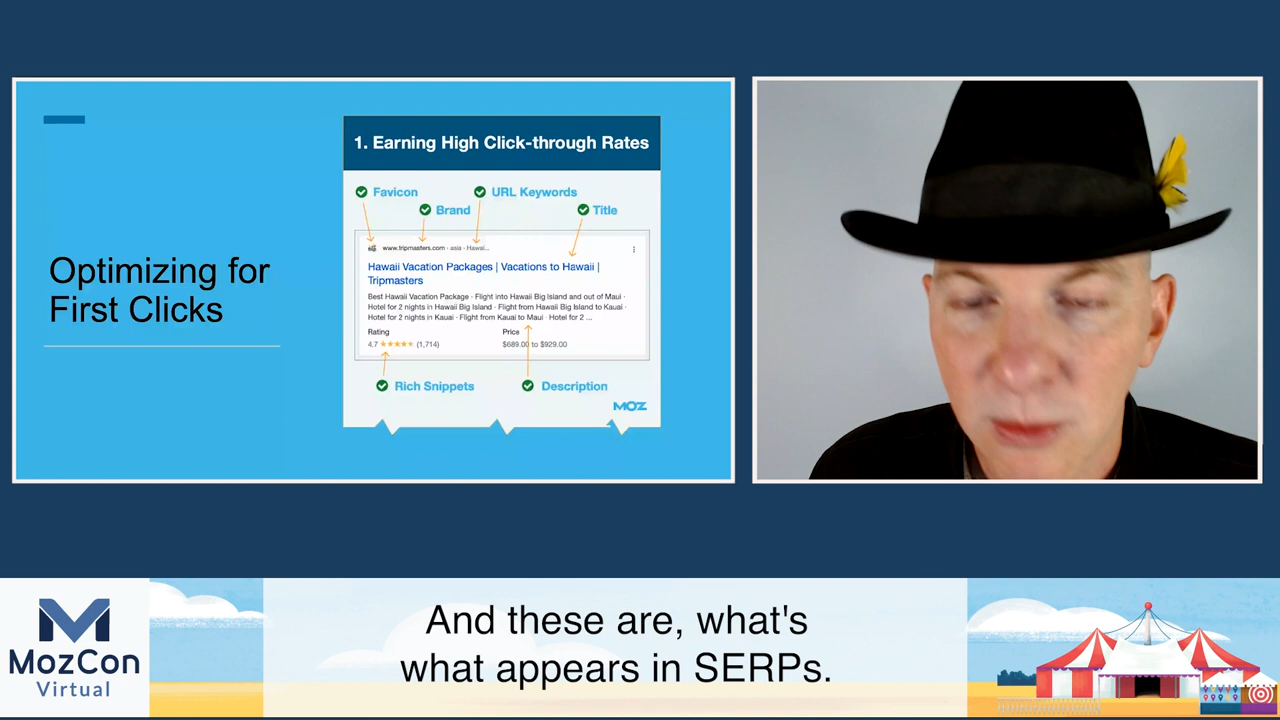 Optimizing for
First Clicks
1. Earning High Click-through Rates
Favicon
URL Keywords
Brand
Title
www.tripmasters.com · asia · Hawai...
Hawaii Vacation Packages | Vacations to Hawaii |
Tripmasters
Best Hawaii Vacation Package · Flight into Hawaii Big Island and out of Maui ·
Hotel for 2 nights in Hawaii Big Island · Flight from Hawaii Big Island to Kauai ·
Hotel for 2 nights in Kauai · Flight from Kauai to Maui · Hotel for 2 ...
Rating
Price
4.7 ★★★★★ (1,714)
$689.00 to $929.00
Rich Snippets
Description
MOZ
MozCon
Virtual
And these are, what's
what appears in SERPs.